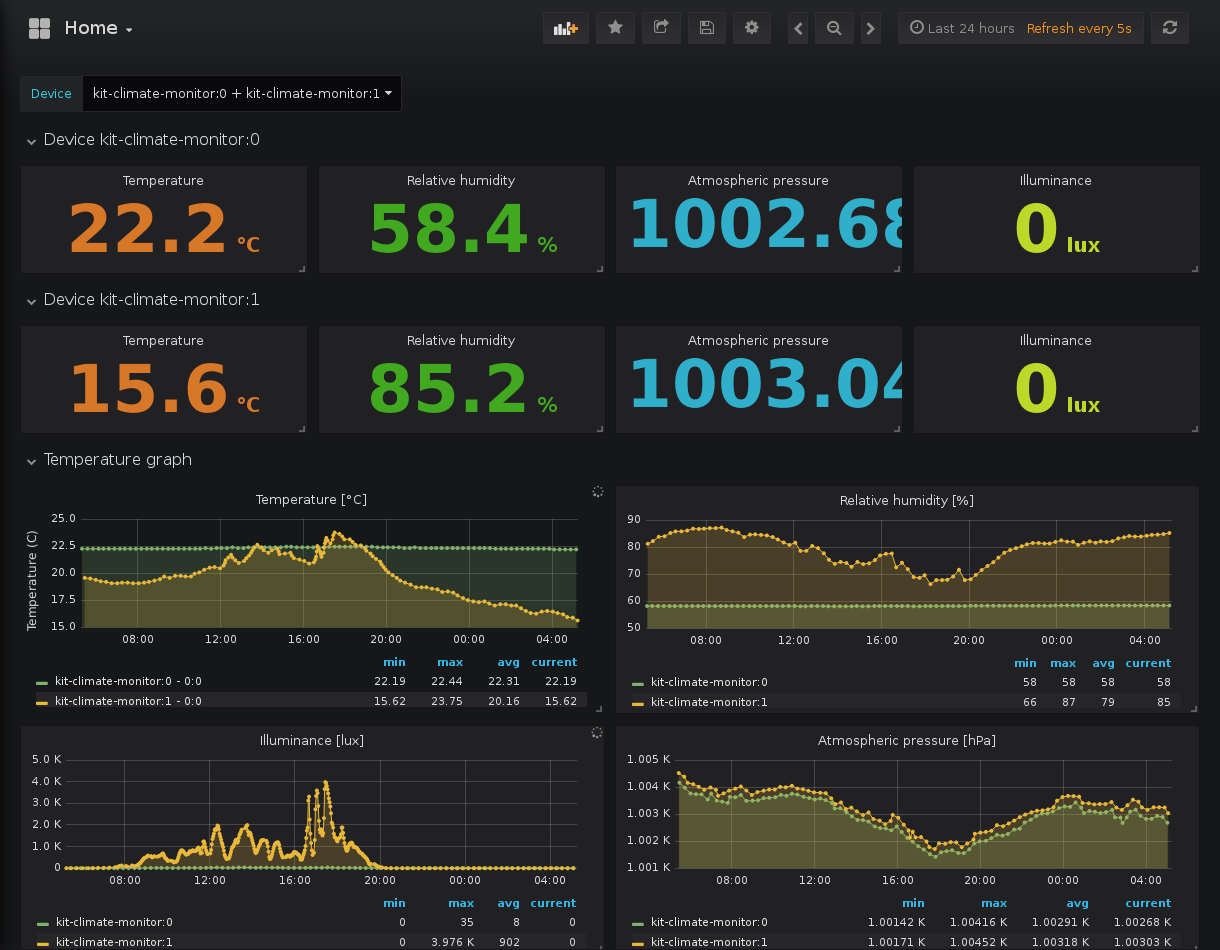 Home
Last 24 hours Refresh every 5s
Device kit-climate-monitor:0 + kit-climate-monitor:1
Device kit-climate-monitor:0
Temperature Relative humidity Atmospheric pressure Illuminance
22.2 °C 58.4 % 1002.68 0 lux
Device kit-climate-monitor:1
Temperature Relative humidity Atmospheric pressure Illuminance
15.6 °C 85.2 % 1003.04 0 lux
Temperature graph
Temperature [°C]
Temperature (C)
25.0
22.5
20.0
17.5
15.0
08:00 12:00 16:00 20:00 00:00 04:00
min max avg current
kit-climate-monitor:0 - 0:0 22.19 22.44 22.31 22.19
kit-climate-monitor:1 - 0:0 15.62 23.75 20.16 15.62
Relative humidity [%]
90
80
70
60
50
08:00 12:00 16:00 20:00 00:00 04:00
min max avg current
kit-climate-monitor:0 58 58 58 58
kit-climate-monitor:1 66 87 79 85
Illuminance [lux]
5.0 K
4.0 K
3.0 K
2.0 K
1.0 K
0
08:00 12:00 16:00 20:00 00:00 04:00
min max avg current
kit-climate-monitor:0 0 35 8 0
kit-climate-monitor:1 0 3.976 K 902 0
Atmospheric pressure [hPa]
1.005 K
1.004 K
1.003 K
1.002 K
1.001 K
08:00 12:00 16:00 20:00 00:00 04:00
min max avg current
kit-climate-monitor:0 1.00142 K 1.00416 K 1.00291 K 1.00268 K
kit-climate-monitor:1 1.00171 K 1.00452 K 1.00318 K 1.00303 K